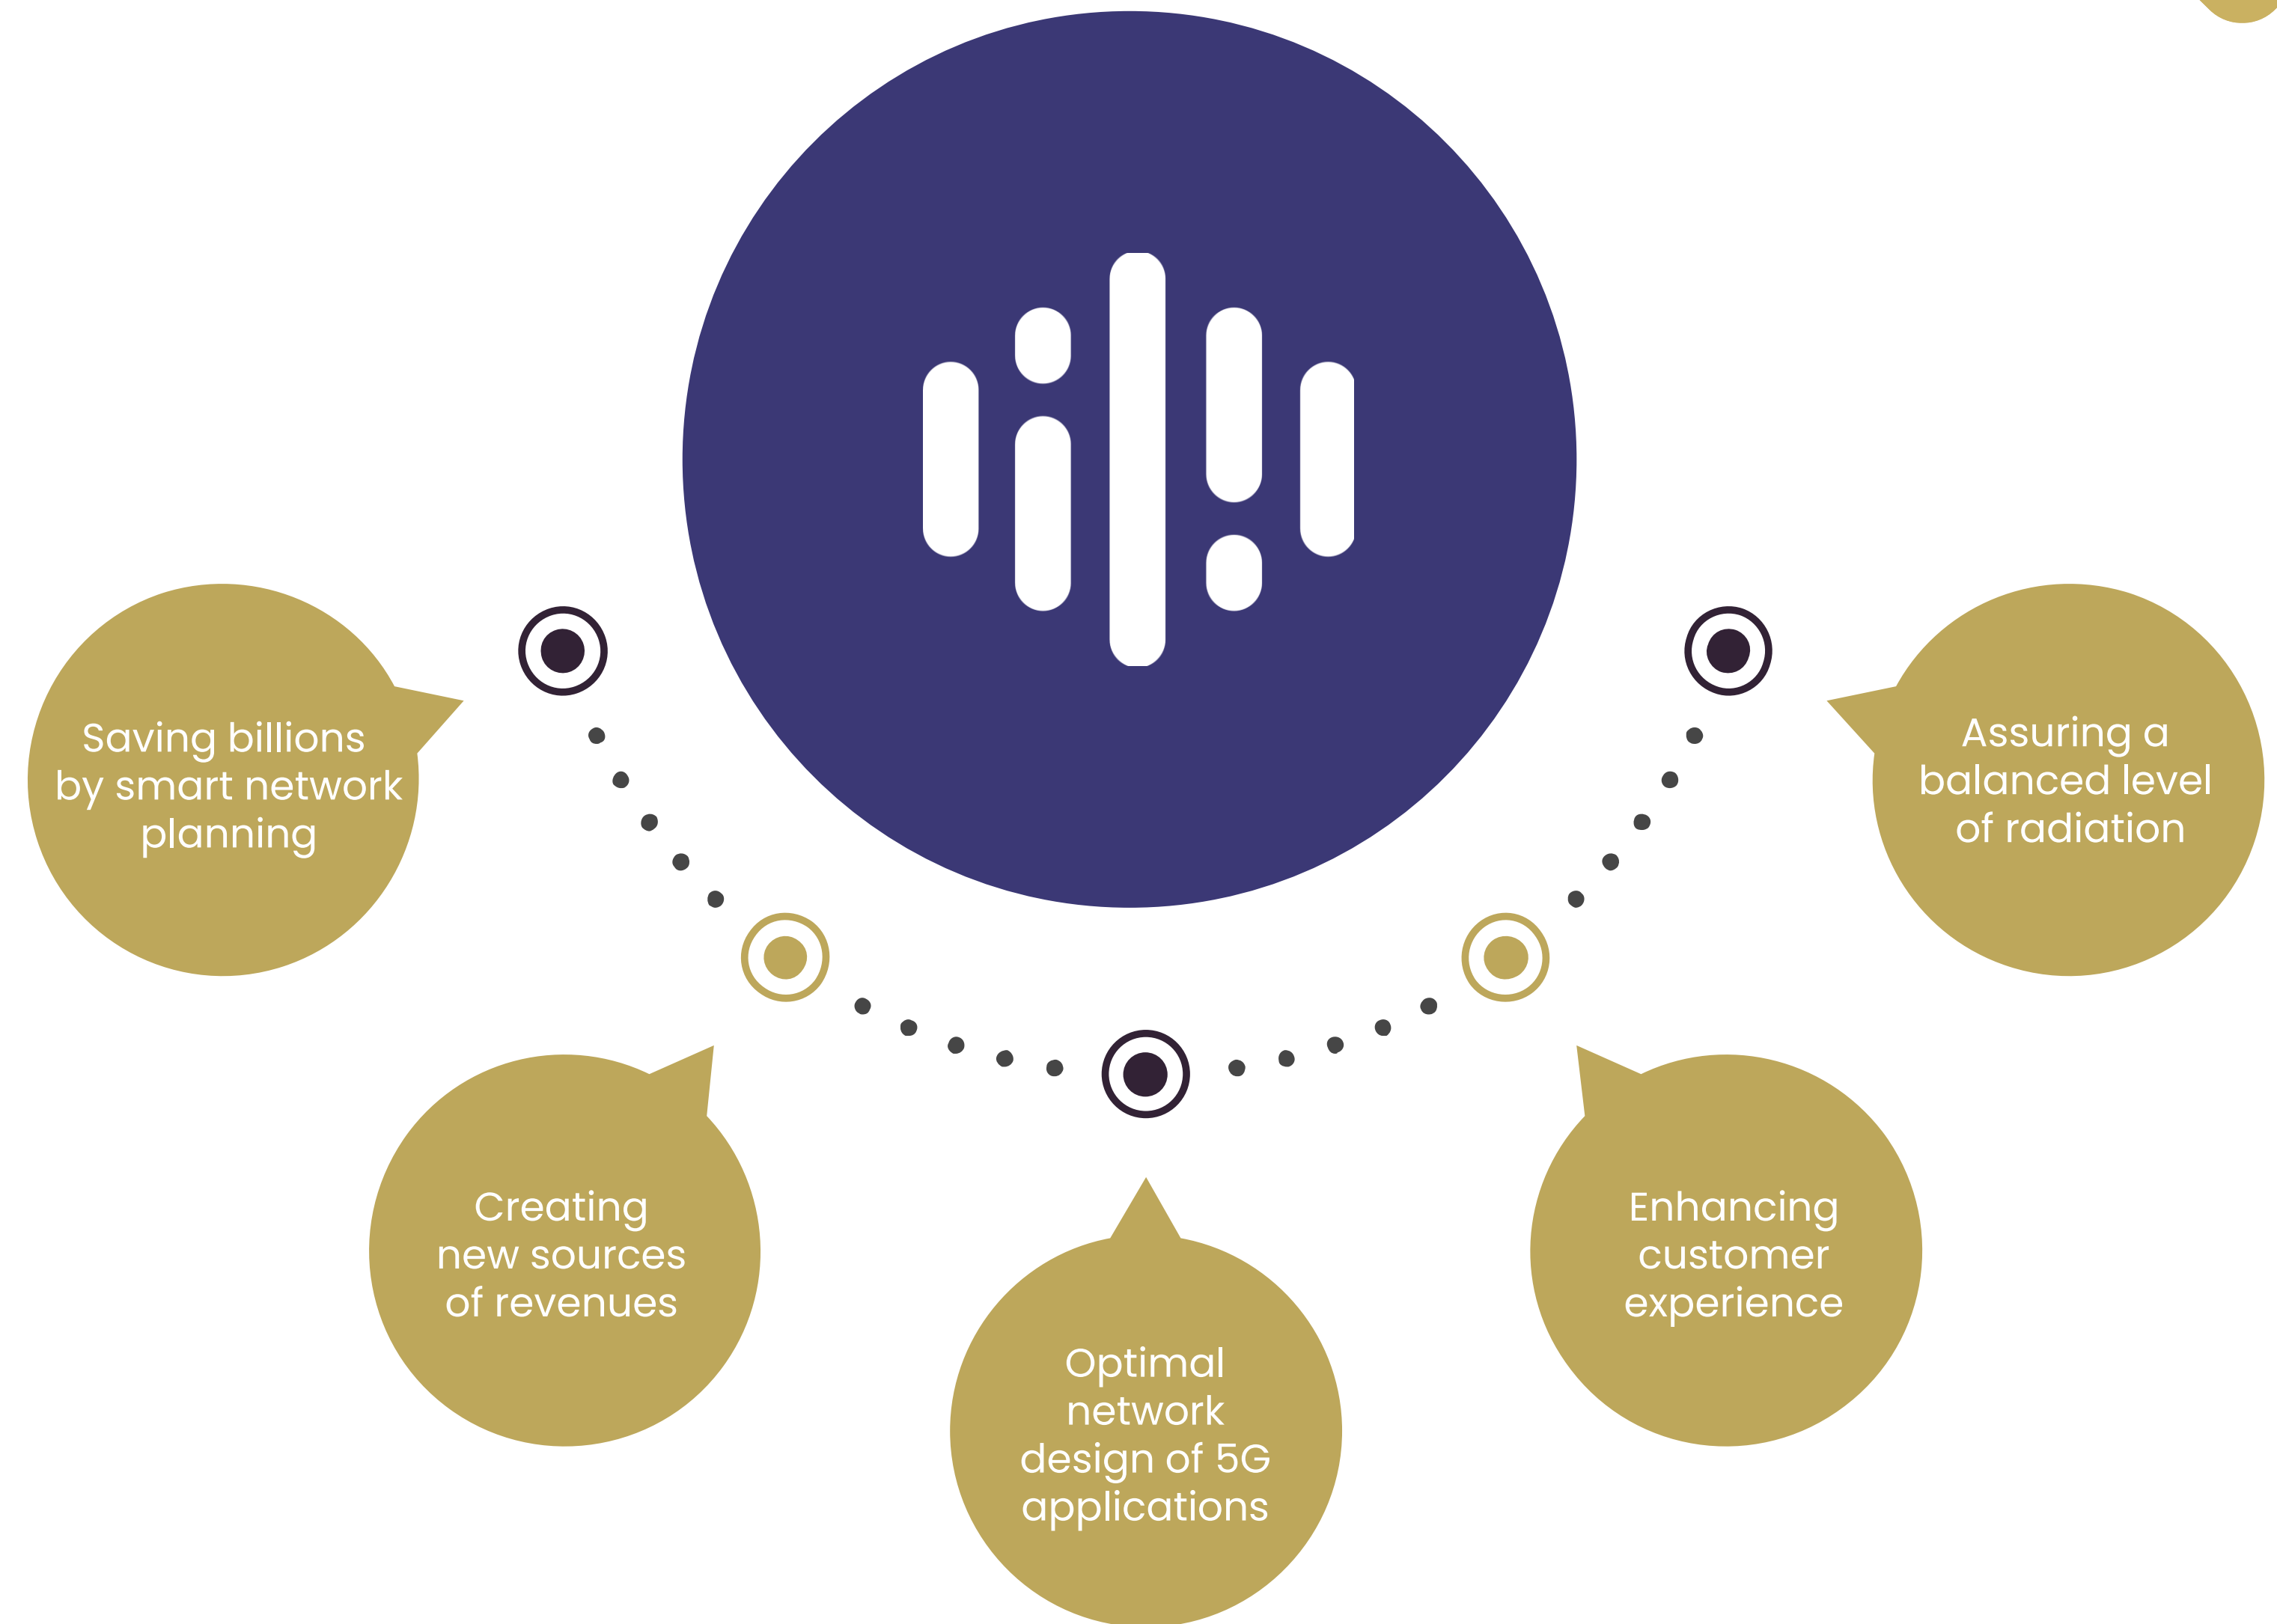 Saving billions
by smart network
planning
Creating
new sources
of revenues
Optimal
network
design of 5G
applications
Enhancing
customer
experience
Assuring a
balanced level
of radiation